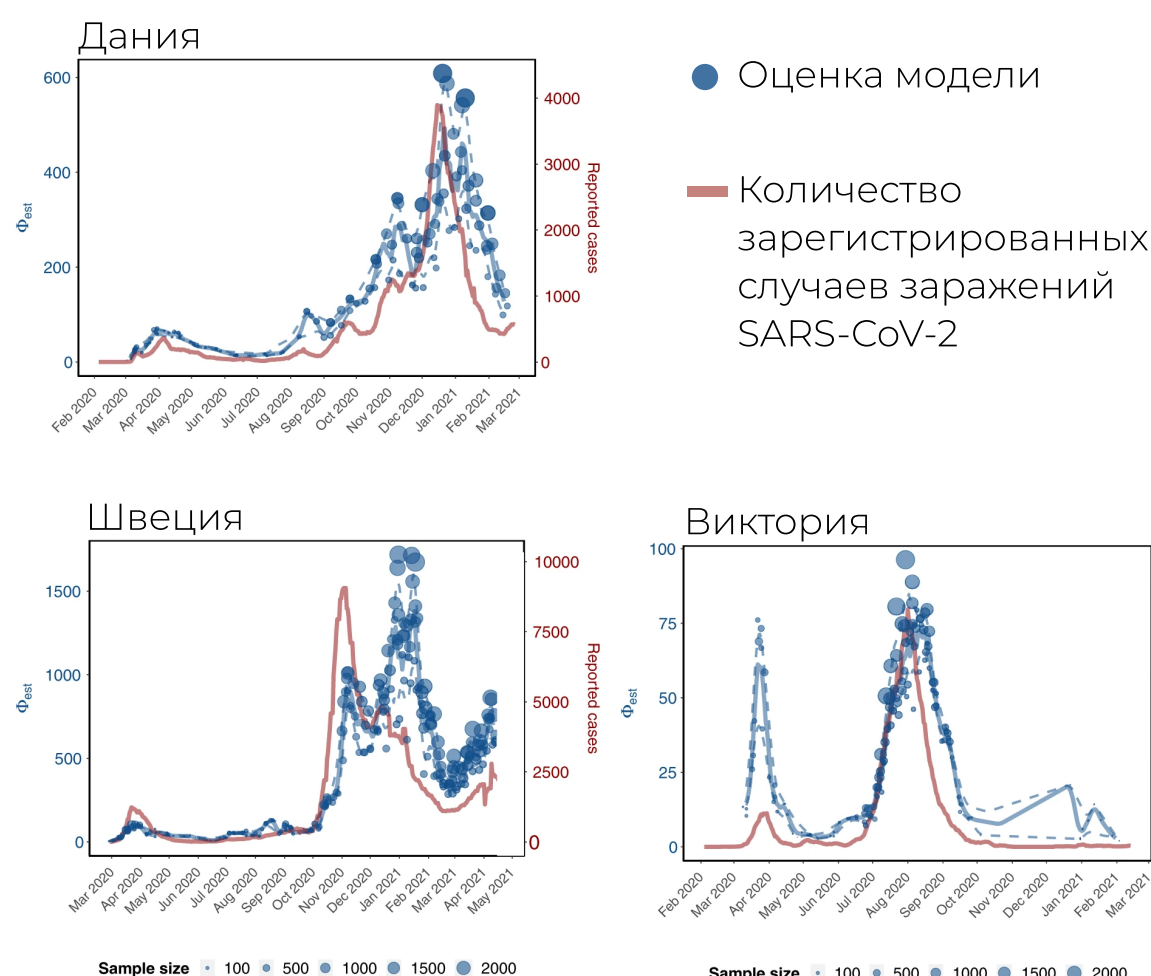 Дания
600
400
200
0
Φest
4000
3000
2000
1000
0
Reported cases
Feb 2020
Mar 2020
Apr 2020
May 2020
Jun 2020
Jul 2020
Aug 2020
Sep 2020
Oct 2020
Nov 2020
Dec 2020
Jan 2021
Feb 2021
Mar 2021
Оценка модели
Количество
зарегистрированных
случаев заражений
SARS-CoV-2
Швеция
1500
1000
500
0
Φest
10000
7500
5000
2500
0
Reported cases
Mar 2020
Apr 2020
May 2020
Jun 2020
Jul 2020
Aug 2020
Sep 2020
Oct 2020
Nov 2020
Dec 2020
Jan 2021
Feb 2021
Mar 2021
Apr 2021
May 2021
Sample size 100 500 1000 1500 2000
Виктория
100
75
50
25
0
Φest
Feb 2020
Mar 2020
Apr 2020
May 2020
Jun 2020
Jul 2020
Aug 2020
Sep 2020
Oct 2020
Nov 2020
Dec 2020
Jan 2021
Feb 2021
Mar 2021
Sample size 100 500 1000 1500 2000